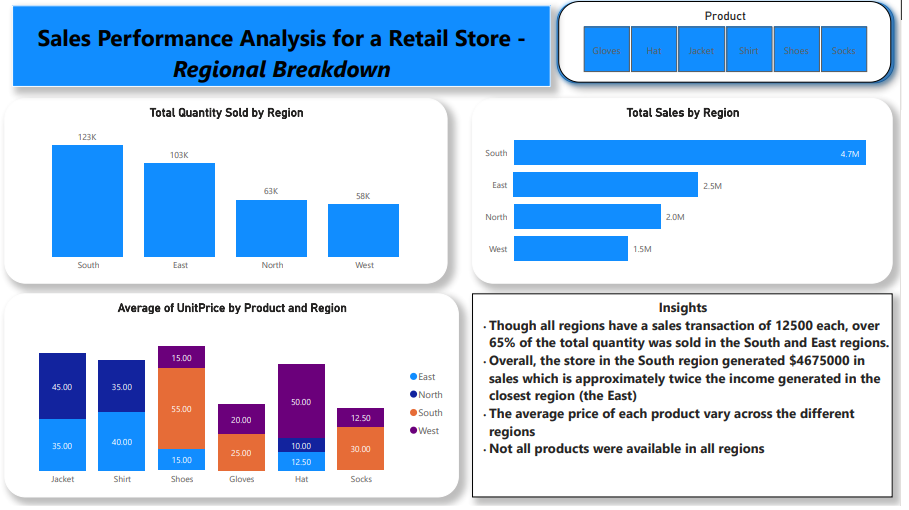 Sales Performance Analysis for a Retail Store -
Regional Breakdown
Product
Gloves Hat Jacket Shirt Shoes Socks
Total Quantity Sold by Region
123K
103K
63K
58K
South East North West
Total Sales by Region
South 4.7M
East 2.5M
North 2.0M
West 1.5M
Average of UnitPrice by Product and Region
45.00
35.00
35.00
40.00
15.00
55.00
15.00
20.00
25.00
50.00
10.00
12.50
12.50
30.00
Jacket Shirt Shoes Gloves Hat Socks
East
North
South
West
Insights
· Though all regions have a sales transaction of 12500 each, over
65% of the total quantity was sold in the South and East regions.
· Overall, the store in the South region generated $4675000 in
sales which is approximately twice the income generated in the
closest region (the East)
· The average price of each product vary across the different
regions
· Not all products were available in all regions